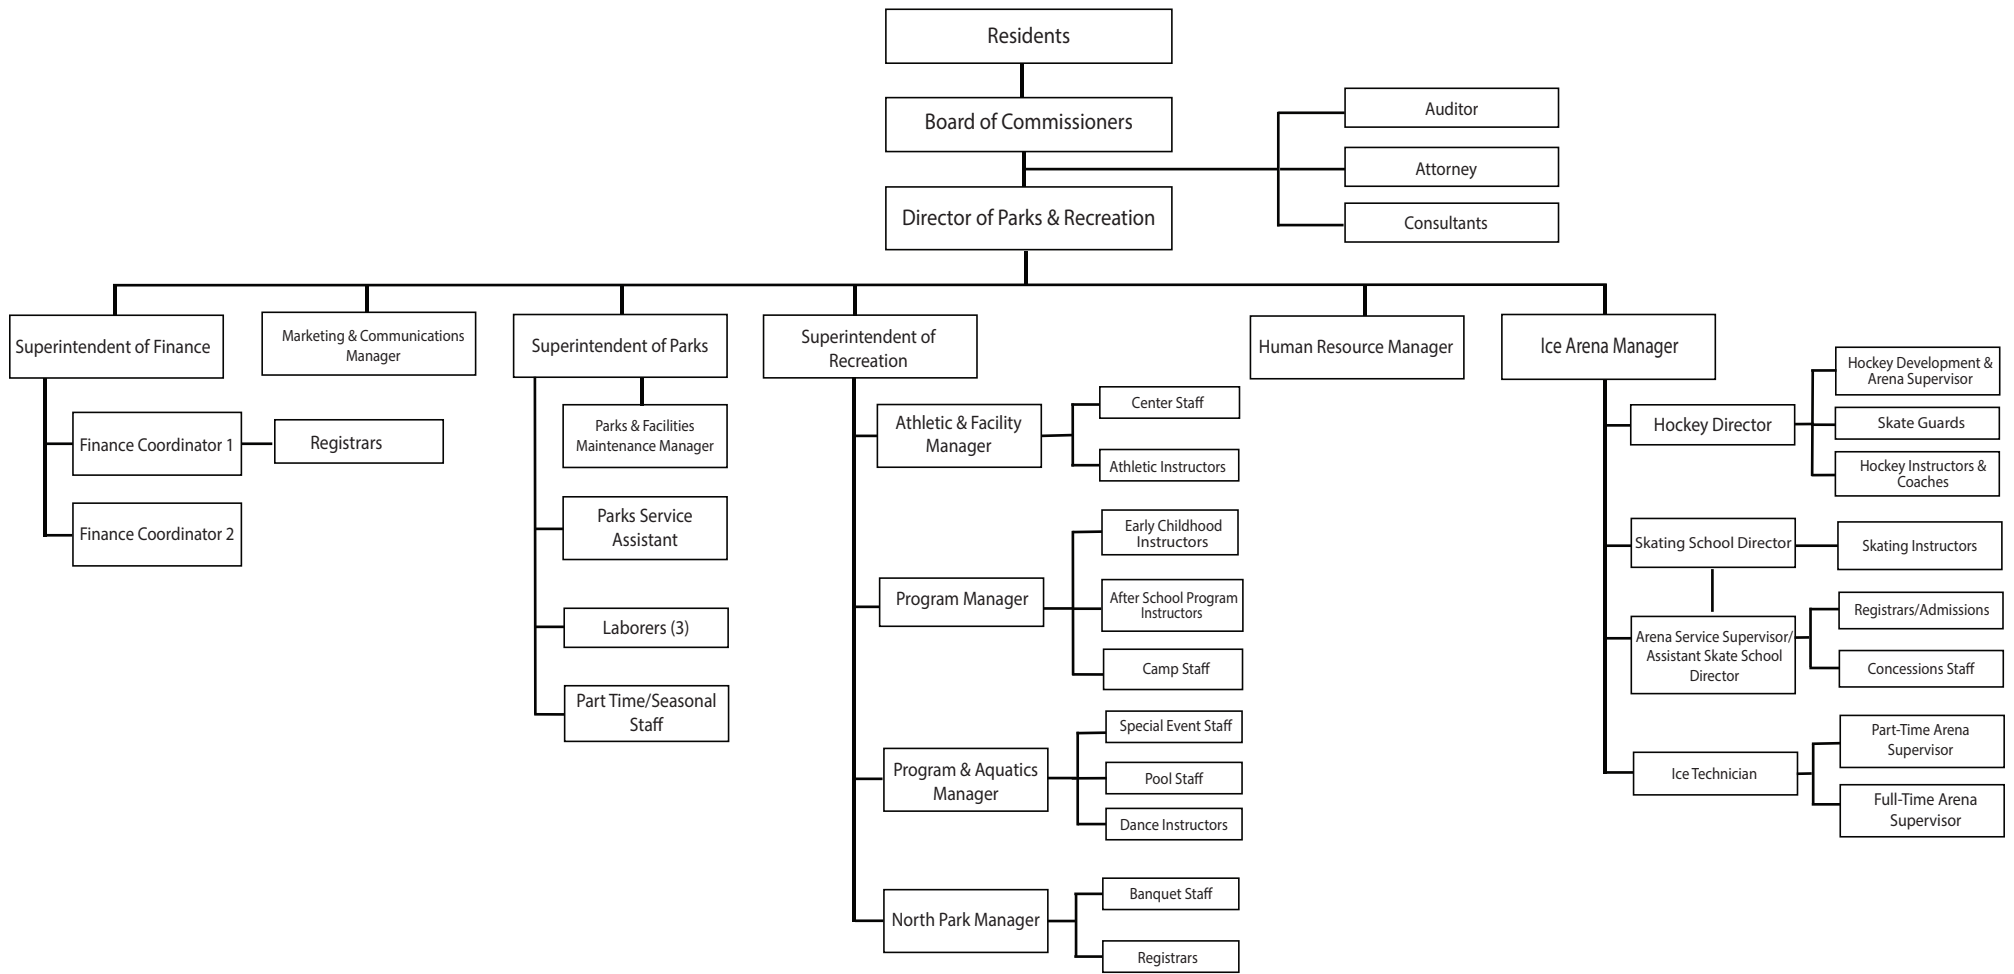 Residents
Board of Commissioners
Auditor
Attorney
Consultants
Director of Parks & Recreation
Superintendent of Finance
Finance Coordinator 1
Registrars
Finance Coordinator 2
Marketing & Communications
Manager
Superintendent of Parks
Parks & Facilities
Maintenance Manager
Parks Service
Assistant
Laborers (3)
Part Time/Seasonal
Staff
Superintendent of
Recreation
Athletic & Facility
Manager
Center Staff
Athletic Instructors
Program Manager
Early Childhood
Instructors
After School Program
Instructors
Camp Staff
Program & Aquatics
Manager
Special Event Staff
Pool Staff
Dance Instructors
North Park Manager
Banquet Staff
Registrars
Human Resource Manager
Ice Arena Manager
Hockey Director
Hockey Development &
Arena Supervisor
Skate Guards
Hockey Instructors &
Coaches
Skating School Director
Skating Instructors
Arena Service Supervisor/
Assistant Skate School
Director
Registrars/Admissions
Concessions Staff
Ice Technician
Part-Time Arena
Supervisor
Full-Time Arena
Supervisor